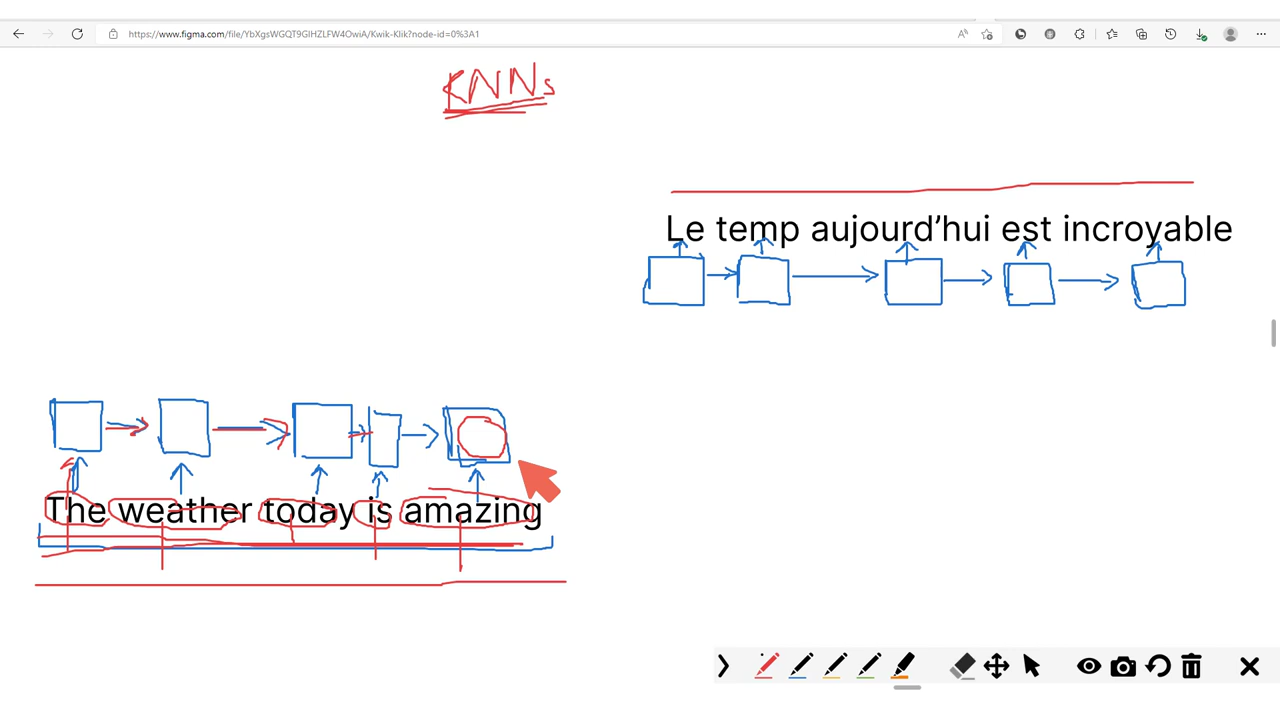 https://www.figma.com/file/YbXgsWGQT9GIHZLFW4OwiA/Kwik-Klik?node-id=0%3A1
RNNs
Le temp aujourd’hui est incroyable
The weather today is amazing